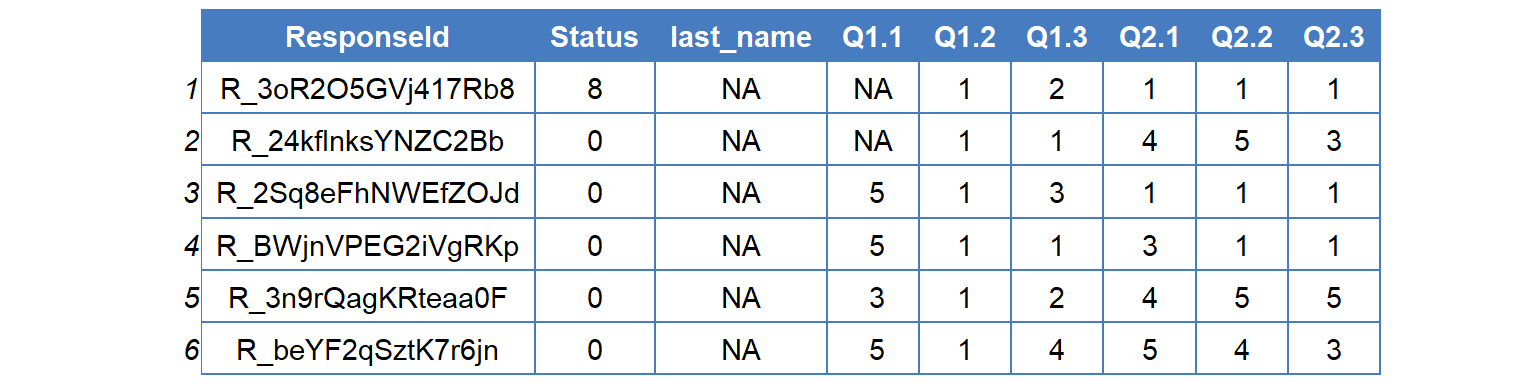 ResponseId Status last_name Q1.1 Q1.2 Q1.3 Q2.1 Q2.2 Q2.3
1 R_3oR2O5GVj417Rb8 8 NA NA 1 2 1 1 1
2 R_24kflnksYNZC2Bb 0 NA NA 1 1 4 5 3
3 R_2Sq8eFhNWEfZOJd 0 NA 5 1 3 1 1 1
4 R_BWjnVPEG2iVgRKp 0 NA 5 1 1 3 1 1
5 R_3n9rQagKRteaa0F 0 NA 3 1 2 4 5 5
6 R_beYF2qSztK7r6jn 0 NA 5 1 4 5 4 3